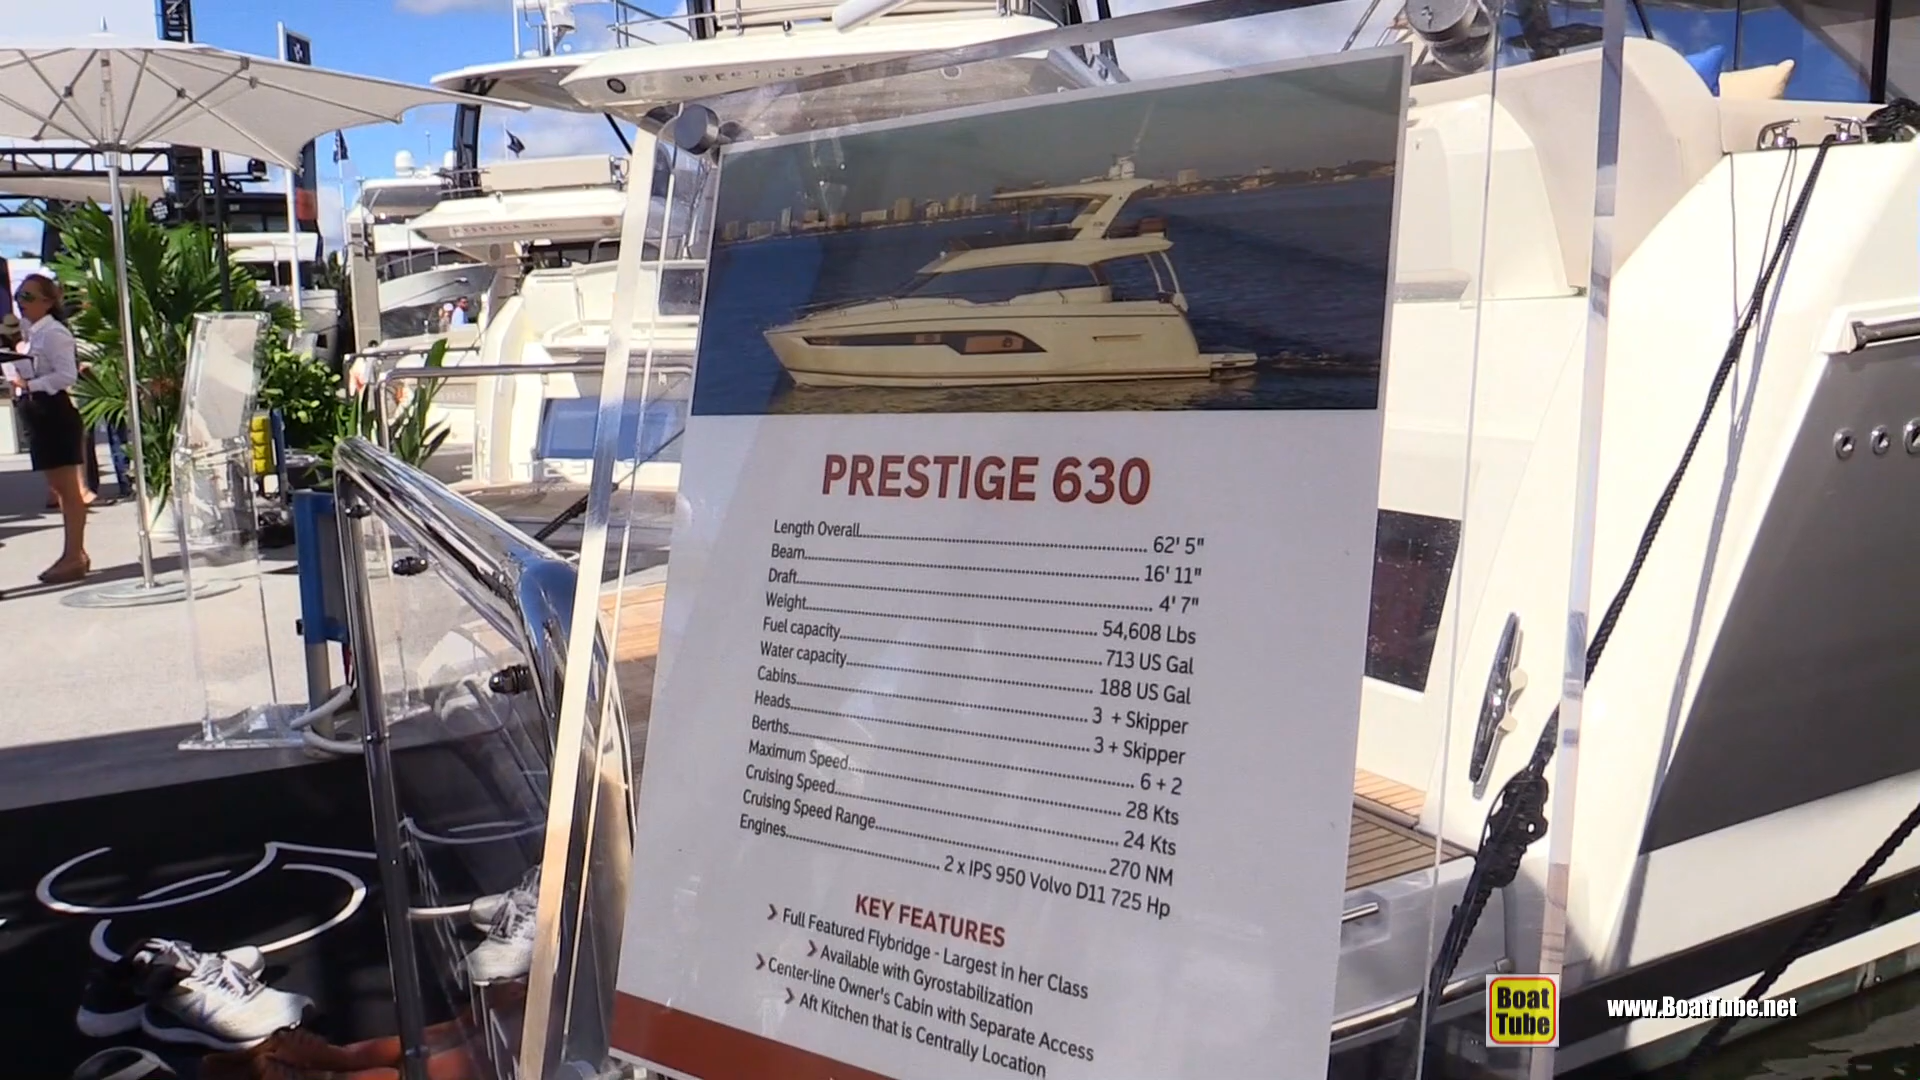 PRESTIGE
PRESTIGE 630
Length Overall........ 62' 5"
Beam........ 16' 11"
Draft........ 4' 7"
Weight........ 54,608 Lbs
Fuel capacity........ 713 US Gal
Water capacity........ 188 US Gal
Cabins........ 3 + Skipper
Heads........ 3 + Skipper
Berths........ 6 + 2
Maximum Speed........ 28 Kts
Cruising Speed........ 24 Kts
Cruising Speed Range........ 270 NM
Engines........ 2 x IPS 950 Volvo D11 725 Hp
KEY FEATURES
❯ Full Featured Flybridge - Largest in her Class
❯ Available with Gyrostabilization
❯ Center-line Owner's Cabin with Separate Access
❯ Aft Kitchen that is Centrally Location
Boat
Tube
www.BoatTube.net